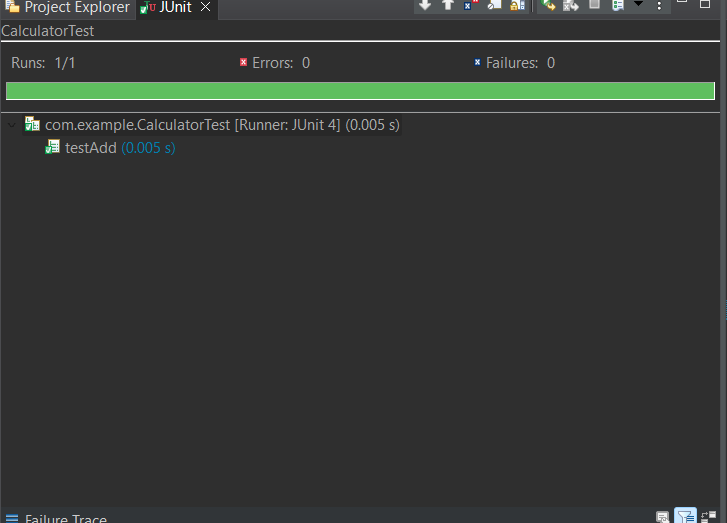 Project Explorer JUnit
CalculatorTest
Runs: 1/1 Errors: 0 Failures: 0
com.example.CalculatorTest [Runner: JUnit 4] (0.005 s)
testAdd (0.005 s)
Failure Trace